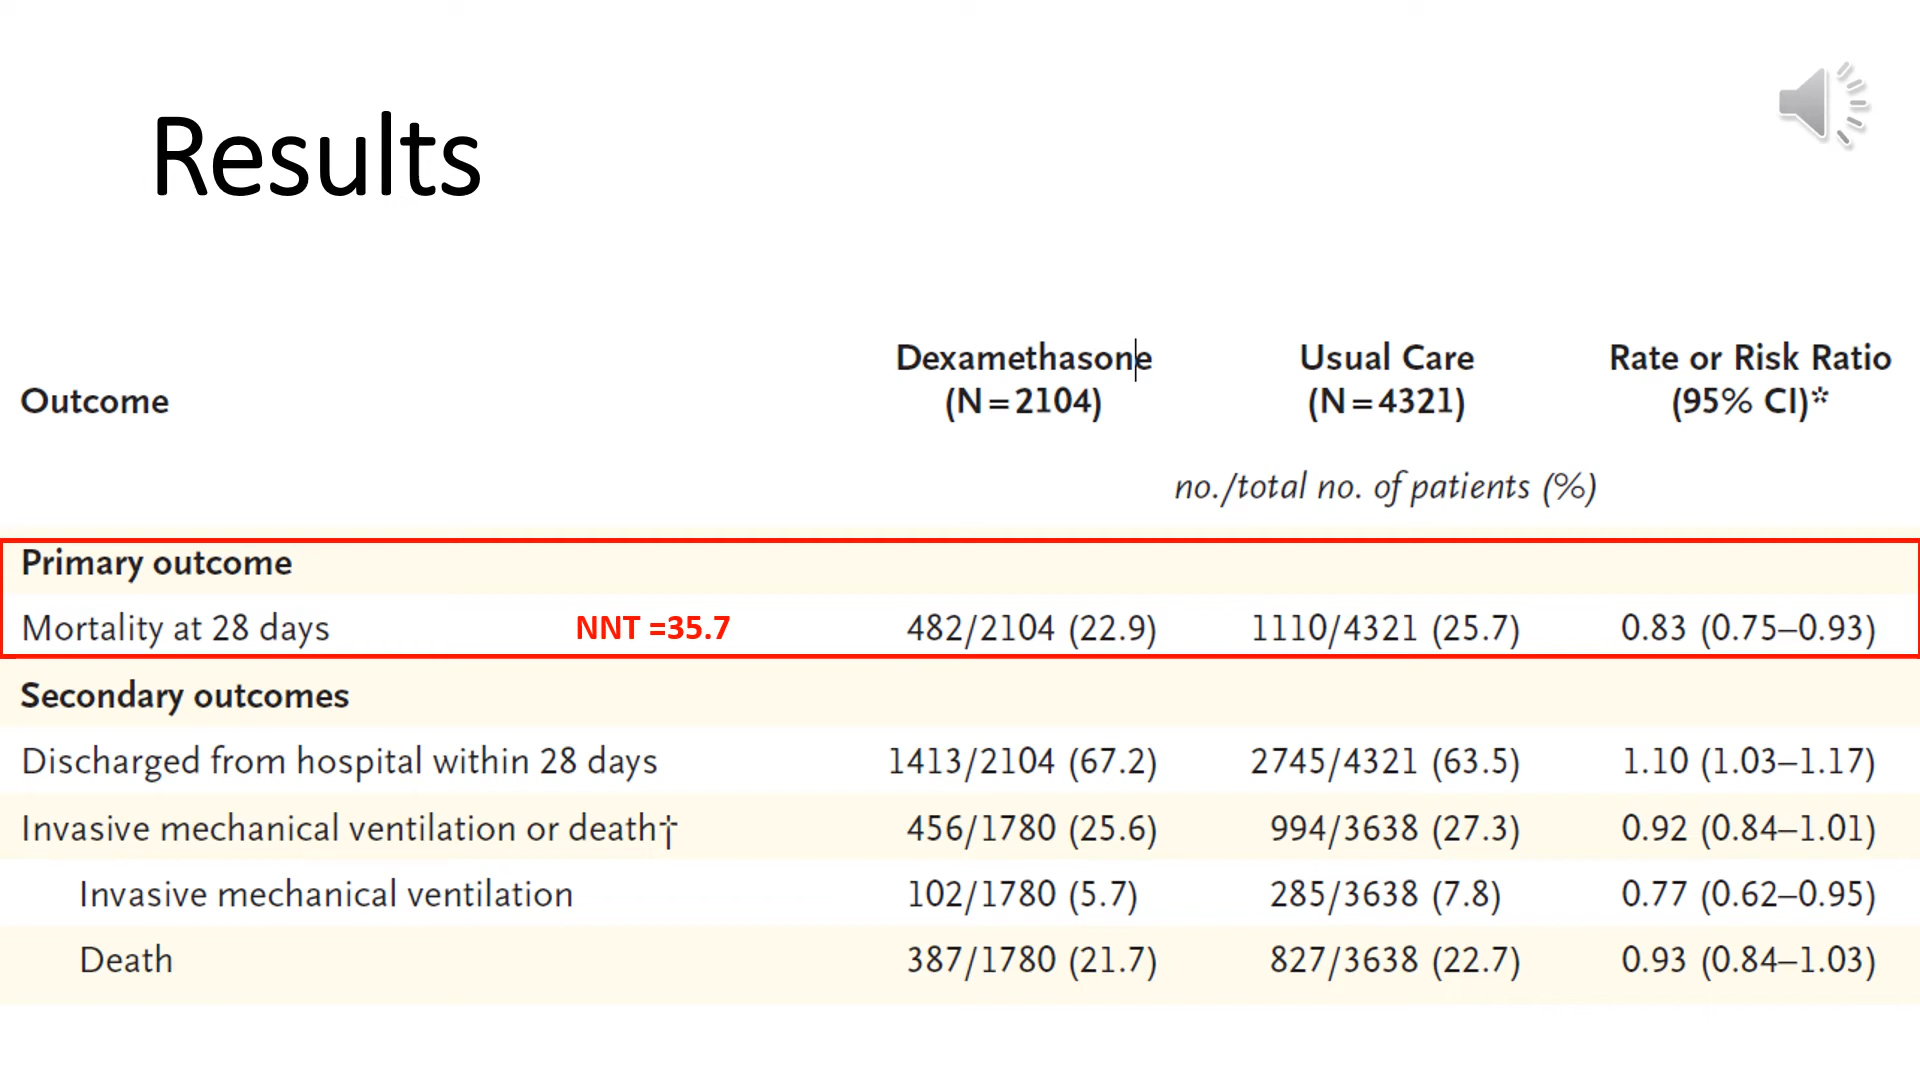 Results
Dexamethasone Usual Care Rate or Risk Ratio
Outcome (N=2104) (N=4321) (95% CI)*
no./total no. of patients (%)
Primary outcome
Mortality at 28 days NNT =35.7 482/2104 (22.9) 1110/4321 (25.7) 0.83 (0.75–0.93)
Secondary outcomes
Discharged from hospital within 28 days 1413/2104 (67.2) 2745/4321 (63.5) 1.10 (1.03–1.17)
Invasive mechanical ventilation or death† 456/1780 (25.6) 994/3638 (27.3) 0.92 (0.84–1.01)
Invasive mechanical ventilation 102/1780 (5.7) 285/3638 (7.8) 0.77 (0.62–0.95)
Death 387/1780 (21.7) 827/3638 (22.7) 0.93 (0.84–1.03)